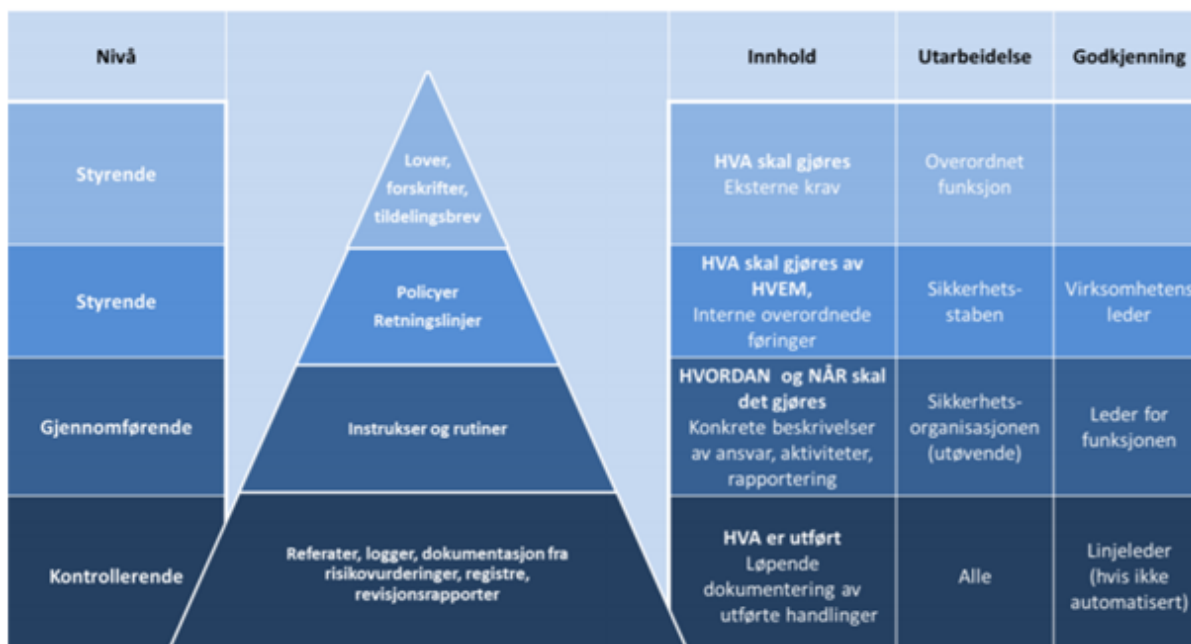 Nivå
Innhold
Utarbeidelse
Godkjenning
Styrende
Lover,
forskrifter,
tildelingsbrev
HVA skal gjøres
Eksterne krav
Overordnet
funksjon
Styrende
Policyer
Retningslinjer
HVA skal gjøres av
HVEM,
Interne overordnede
føringer
Sikkerhets-
staben
Virksomhetens
leder
Gjennomførende
Instrukser og rutiner
HVORDAN og NÅR skal
det gjøres
Konkrete beskrivelser
av ansvar, aktiviteter,
rapportering
Sikkerhets-
organisasjonen
(utøvende)
Leder for
funksjonen
Kontrollerende
Referater, logger, dokumentasjon fra
risikovurderinger, registre,
revisjonsrapporter
HVA er utført
Løpende
dokumentering av
utførte handlinger
Alle
Linjeleder
(hvis ikke
automatisert)